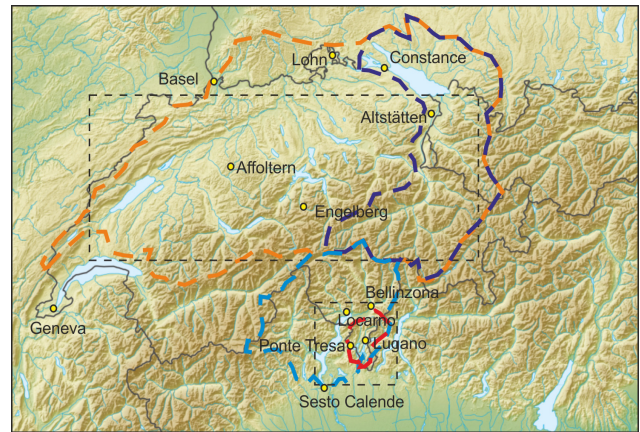 Lohn
Constance
Basel
Altstätten
Affoltern
Engelberg
Bellinzona
Geneva
Locarno
Ponte Tresa
Lugano
Sesto Calende